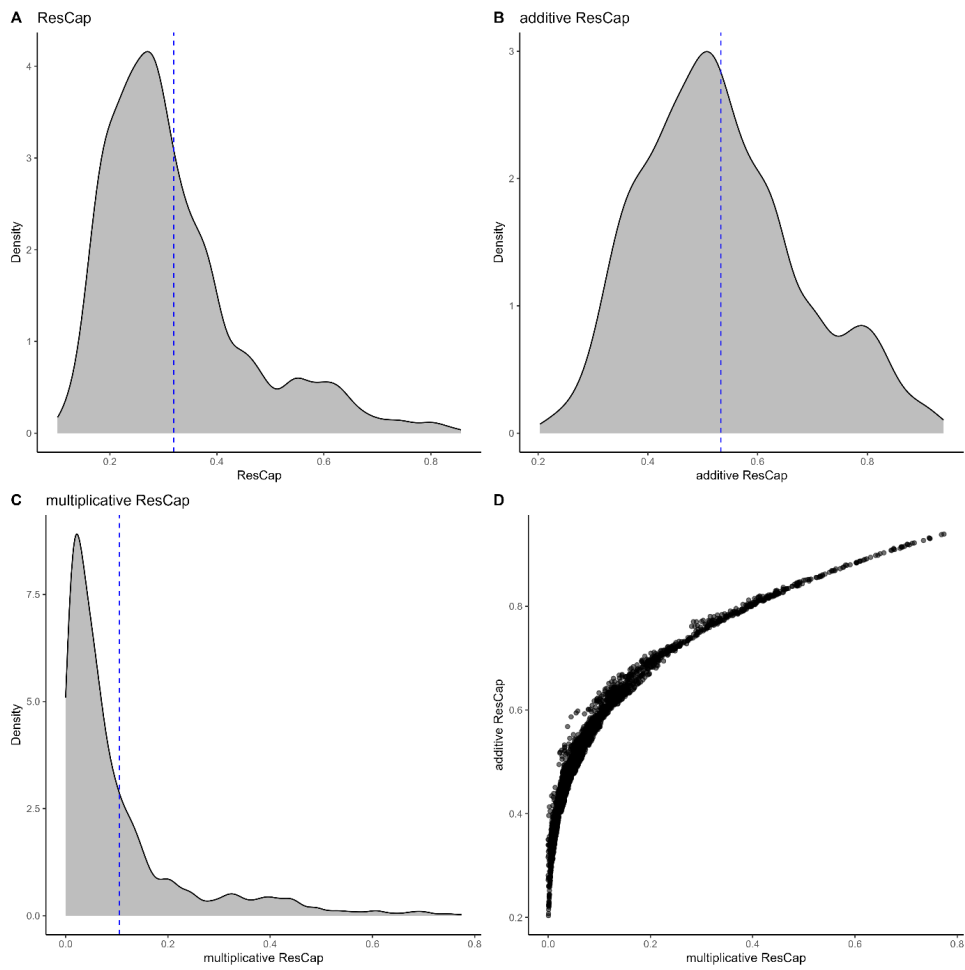 A ResCap
4
3
2
1
0
Density
0.2 0.4 0.6 0.8
ResCap
B additive ResCap
3
2
1
0
Density
0.2 0.4 0.6 0.8
additive ResCap
C multiplicative ResCap
7.5
5.0
2.5
0.0
Density
0.0 0.2 0.4 0.6 0.8
multiplicative ResCap
D
0.8
0.6
0.4
0.2
additive ResCap
0.0 0.2 0.4 0.6 0.8
multiplicative ResCap